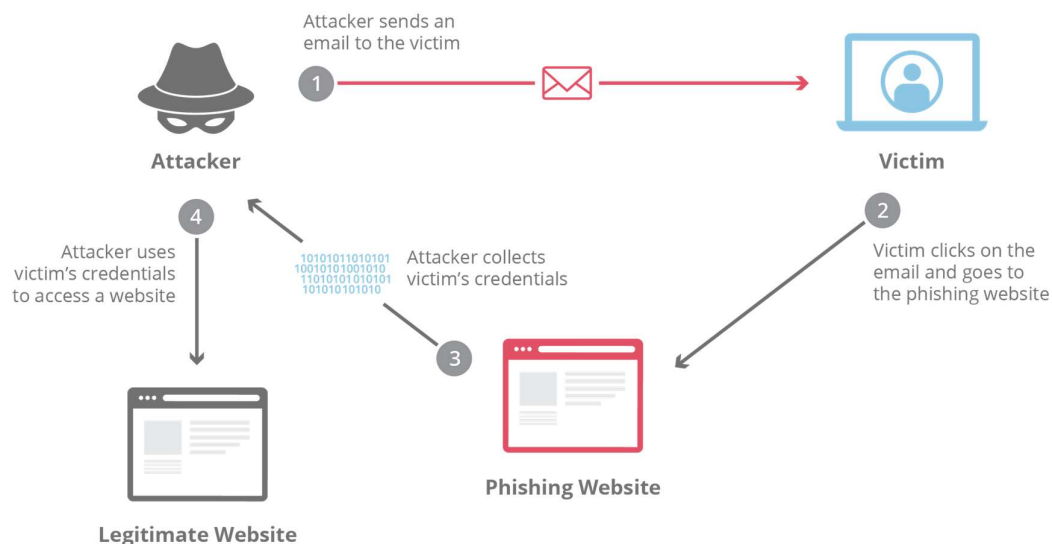 Attacker sends an
email to the victim
1
Attacker
Victim
4
2
Attacker uses
victim's credentials
to access a website
10101011010101
10010101001010
11010101010101
101010101010
Attacker collects
victim's credentials
Victim clicks on the
email and goes to
the phishing website
3
Phishing Website
Legitimate Website